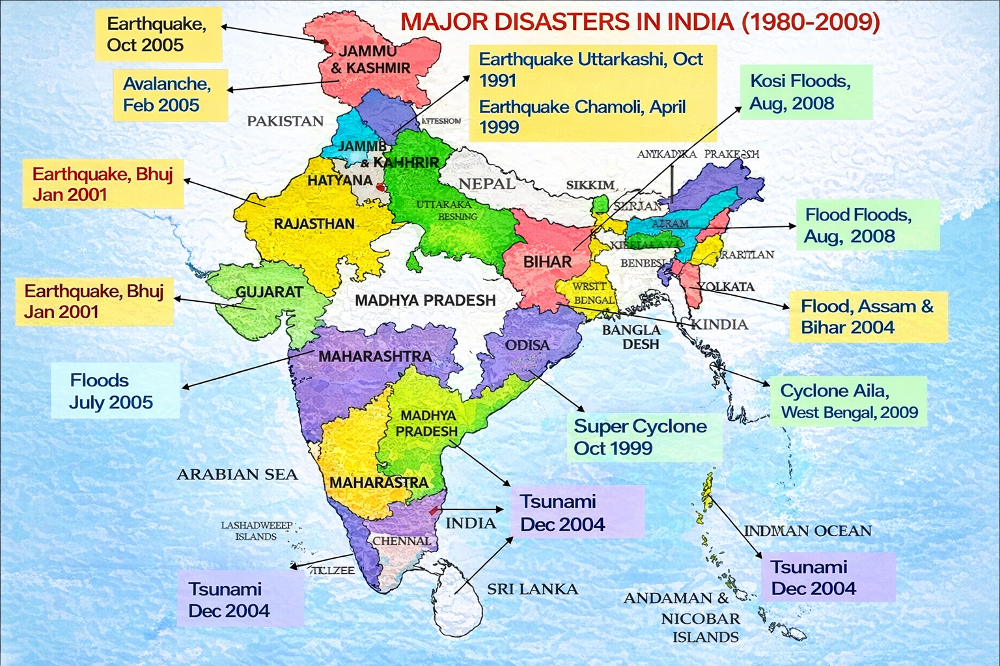 MAJOR DISASTERS IN INDIA (1980-2009)
Earthquake,
Oct 2005
JAMMU
& KASHMIR
Earthquake Uttarkashi, Oct
1991
Earthquake Chamoli, April
1999
Kosi Floods,
Aug, 2008
Avalanche,
Feb 2005
PAKISTAN
JAMMB
& KAHHRIR
HATYANA
NEPAL
SIKKIM
Earthquake, Bhuj
Jan 2001
RAJASTHAN
UTTARAKA
BESHING
Flood Floods,
Aug, 2008
BIHAR
Earthquake, Bhuj
Jan 2001
GUJARAT
MADHYA PRADESH
WRSTT
BENGAL
YOLKATA
Flood, Assam &
Bihar 2004
KINDIA
BANGLA
DESH
ODISA
MAHARASHTRA
Floods
July 2005
Cyclone Aila,
West Bengal, 2009
MADHYA
PRADESH
Super Cyclone
Oct 1999
ARABIAN SEA
MAHARASTRA
Tsunami
Dec 2004
INDIA
LASHADWEEEP
ISLANDS
CHENNAL
INDMAN OCEAN
Tsunami
Dec 2004
Tsunami
Dec 2004
SRI LANKA
ANDAMAN &
NICOBAR
ISLANDS